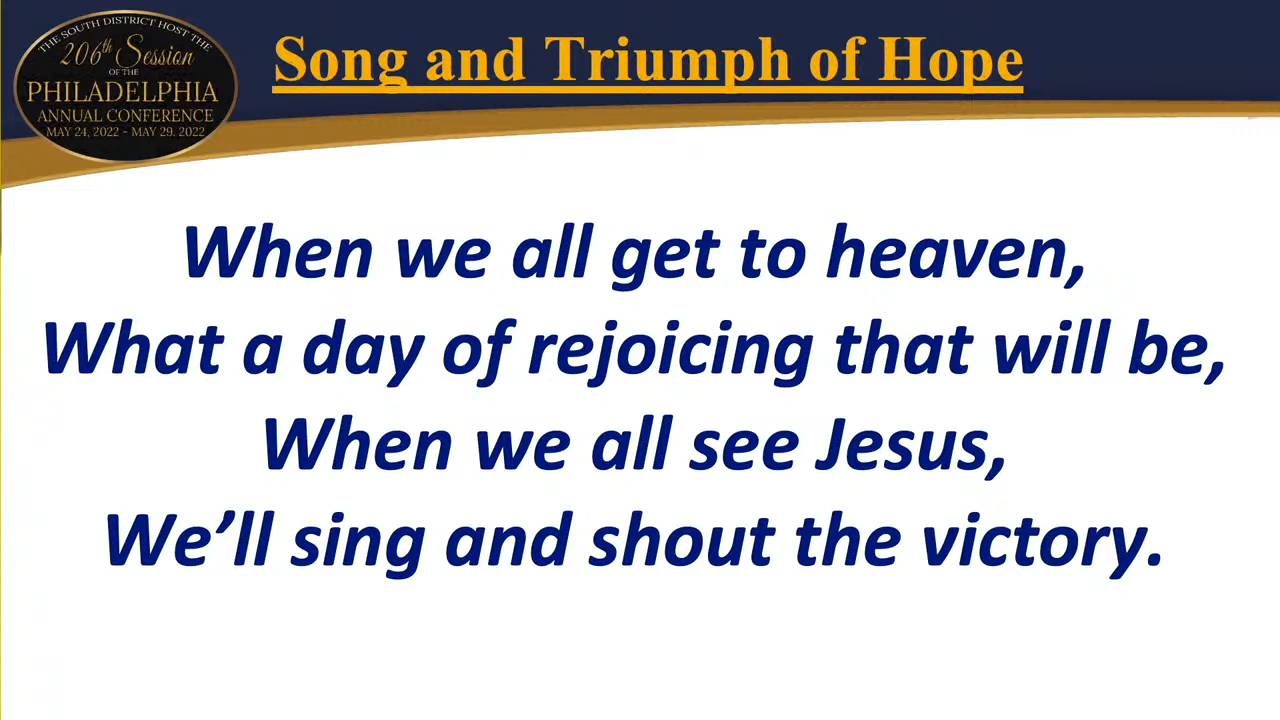 THE SOUTH DISTRICT HOST THE
206th Session
OF THE
PHILADELPHIA
ANNUAL CONFERENCE
MAY 24, 2022 - MAY 29. 2022
Song and Triumph of Hope
When we all get to heaven,
What a day of rejoicing that will be,
When we all see Jesus,
We’ll sing and shout the victory.